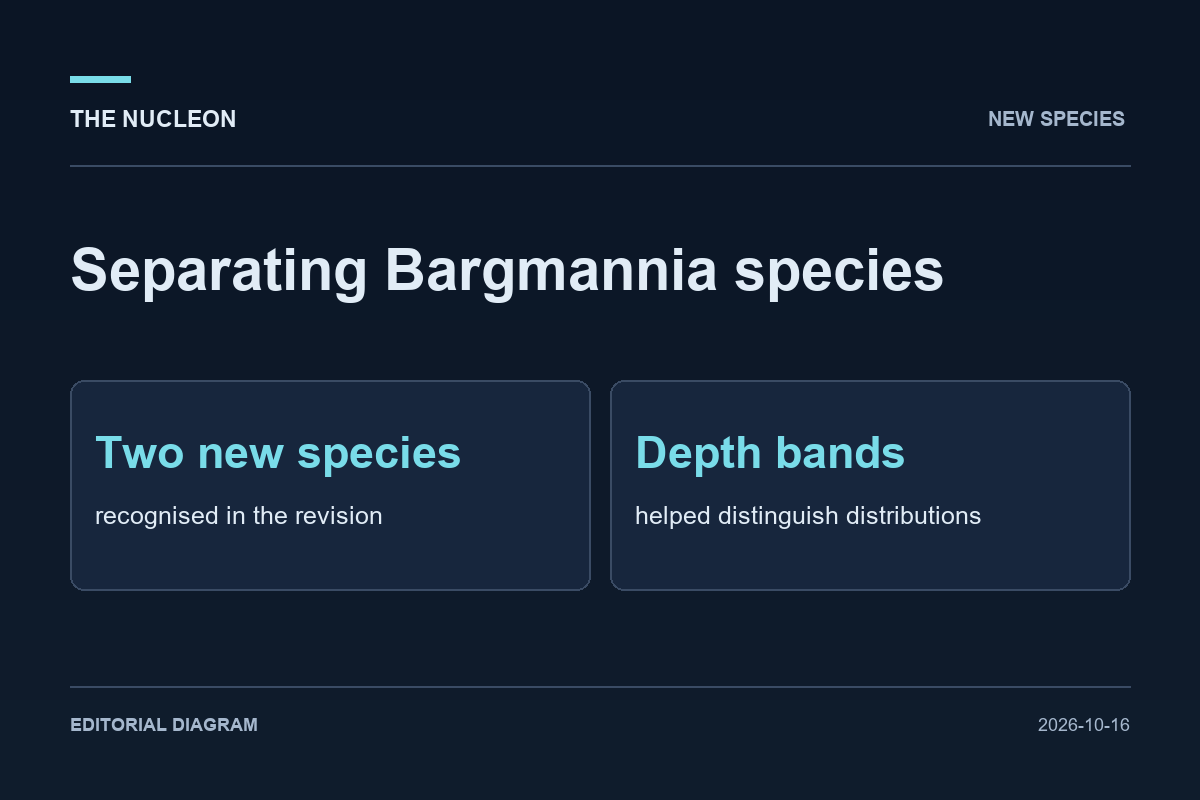 THE NUCLEON
NEW SPECIES
Separating Bargmannia species
Two new species
recognised in the revision
Depth bands
helped distinguish distributions
EDITORIAL DIAGRAM
2026-10-16